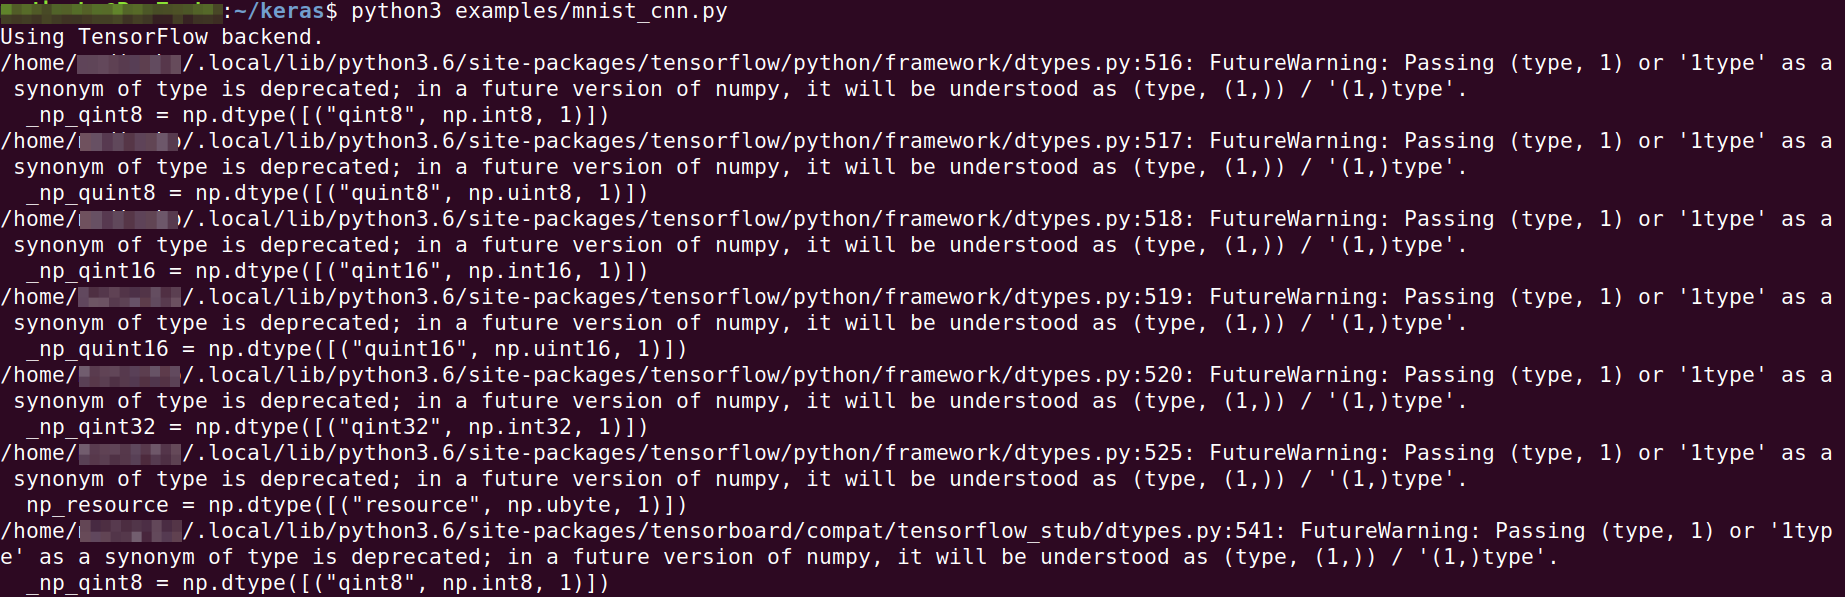 :~/keras$ python3 examples/mnist_cnn.py
Using TensorFlow backend.
/home/ /.local/lib/python3.6/site-packages/tensorflow/python/framework/dtypes.py:516: FutureWarning: Passing (type, 1) or '1type' as a
 synonym of type is deprecated; in a future version of numpy, it will be understood as (type, (1,)) / '(1,)type'.
  _np_qint8 = np.dtype([("qint8", np.int8, 1)])
/home/ /.local/lib/python3.6/site-packages/tensorflow/python/framework/dtypes.py:517: FutureWarning: Passing (type, 1) or '1type' as a
 synonym of type is deprecated; in a future version of numpy, it will be understood as (type, (1,)) / '(1,)type'.
  _np_quint8 = np.dtype([("quint8", np.uint8, 1)])
/home/ /.local/lib/python3.6/site-packages/tensorflow/python/framework/dtypes.py:518: FutureWarning: Passing (type, 1) or '1type' as a
 synonym of type is deprecated; in a future version of numpy, it will be understood as (type, (1,)) / '(1,)type'.
  _np_qint16 = np.dtype([("qint16", np.int16, 1)])
/home/ /.local/lib/python3.6/site-packages/tensorflow/python/framework/dtypes.py:519: FutureWarning: Passing (type, 1) or '1type' as a
 synonym of type is deprecated; in a future version of numpy, it will be understood as (type, (1,)) / '(1,)type'.
  _np_quint16 = np.dtype([("quint16", np.uint16, 1)])
/home/ /.local/lib/python3.6/site-packages/tensorflow/python/framework/dtypes.py:520: FutureWarning: Passing (type, 1) or '1type' as a
 synonym of type is deprecated; in a future version of numpy, it will be understood as (type, (1,)) / '(1,)type'.
  _np_qint32 = np.dtype([("qint32", np.int32, 1)])
/home/ /.local/lib/python3.6/site-packages/tensorflow/python/framework/dtypes.py:525: FutureWarning: Passing (type, 1) or '1type' as a
 synonym of type is deprecated; in a future version of numpy, it will be understood as (type, (1,)) / '(1,)type'.
  np_resource = np.dtype([("resource", np.ubyte, 1)])
/home/ /.local/lib/python3.6/site-packages/tensorboard/compat/tensorflow_stub/dtypes.py:541: FutureWarning: Passing (type, 1) or '1typ
e' as a synonym of type is deprecated; in a future version of numpy, it will be understood as (type, (1,)) / '(1,)type'.
  _np_qint8 = np.dtype([("qint8", np.int8, 1)])